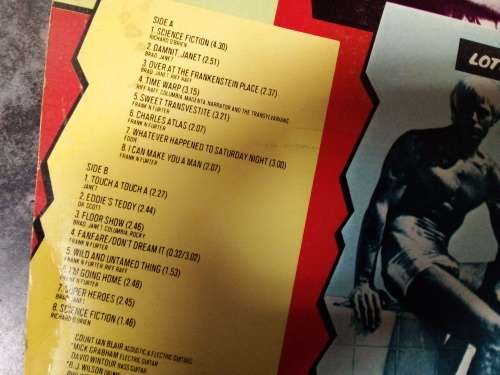 SIDE A
1. SCIENCE FICTION (4.30)
RICHARD O'BRIEN
2. DAMNIT, JANET (2.51)
BRAD, JANET
3. OVER AT THE FRANKENSTEIN PLACE (2.37)
BRAD, JANET, RIFF RAFF
4. TIME WARP (3.15)
RIFF RAFF, COLUMBIA, MAGENTA, NARRATOR AND THE TRANSYLVANIANS
5. SWEET TRANSVESTITE (3.21)
FRANK N FURTER
6. CHARLES ATLAS (2.07)
FRANK N FURTER
7. WHATEVER HAPPENED TO SATURDAY NIGHT (3.00)
EDDIE
8. I CAN MAKE YOU A MAN (2.07)
FRANK N FURTER
SIDE B
1. TOUCH A TOUCH A (2.27)
JANET
2. EDDIE'S TEDDY (2.44)
DR SCOTT
3. FLOOR SHOW (2.46)
BRAD, JANET, COLUMBIA, ROCKY
4. FANFARE/DON'T DREAM IT (0.32/3.02)
FRANK N FURTER
5. WILD AND UNTAMED THING (1.53)
FRANK N FURTER, RIFF RAFF
6. I'M GOING HOME (2.48)
FRANK N FURTER
7. SUPER HEROES (2.45)
BRAD, JANET
8. SCIENCE FICTION (1.46)
RICHARD O'BRIEN
*COUNT IAN BLAIR ACOUSTIC & ELECTRIC GUITARS
*MICK GRABHAM ELECTRIC GUITAR
DAVID WINTOUR BASS GUITAR
*B. J. WILSON DRUMS
LOT